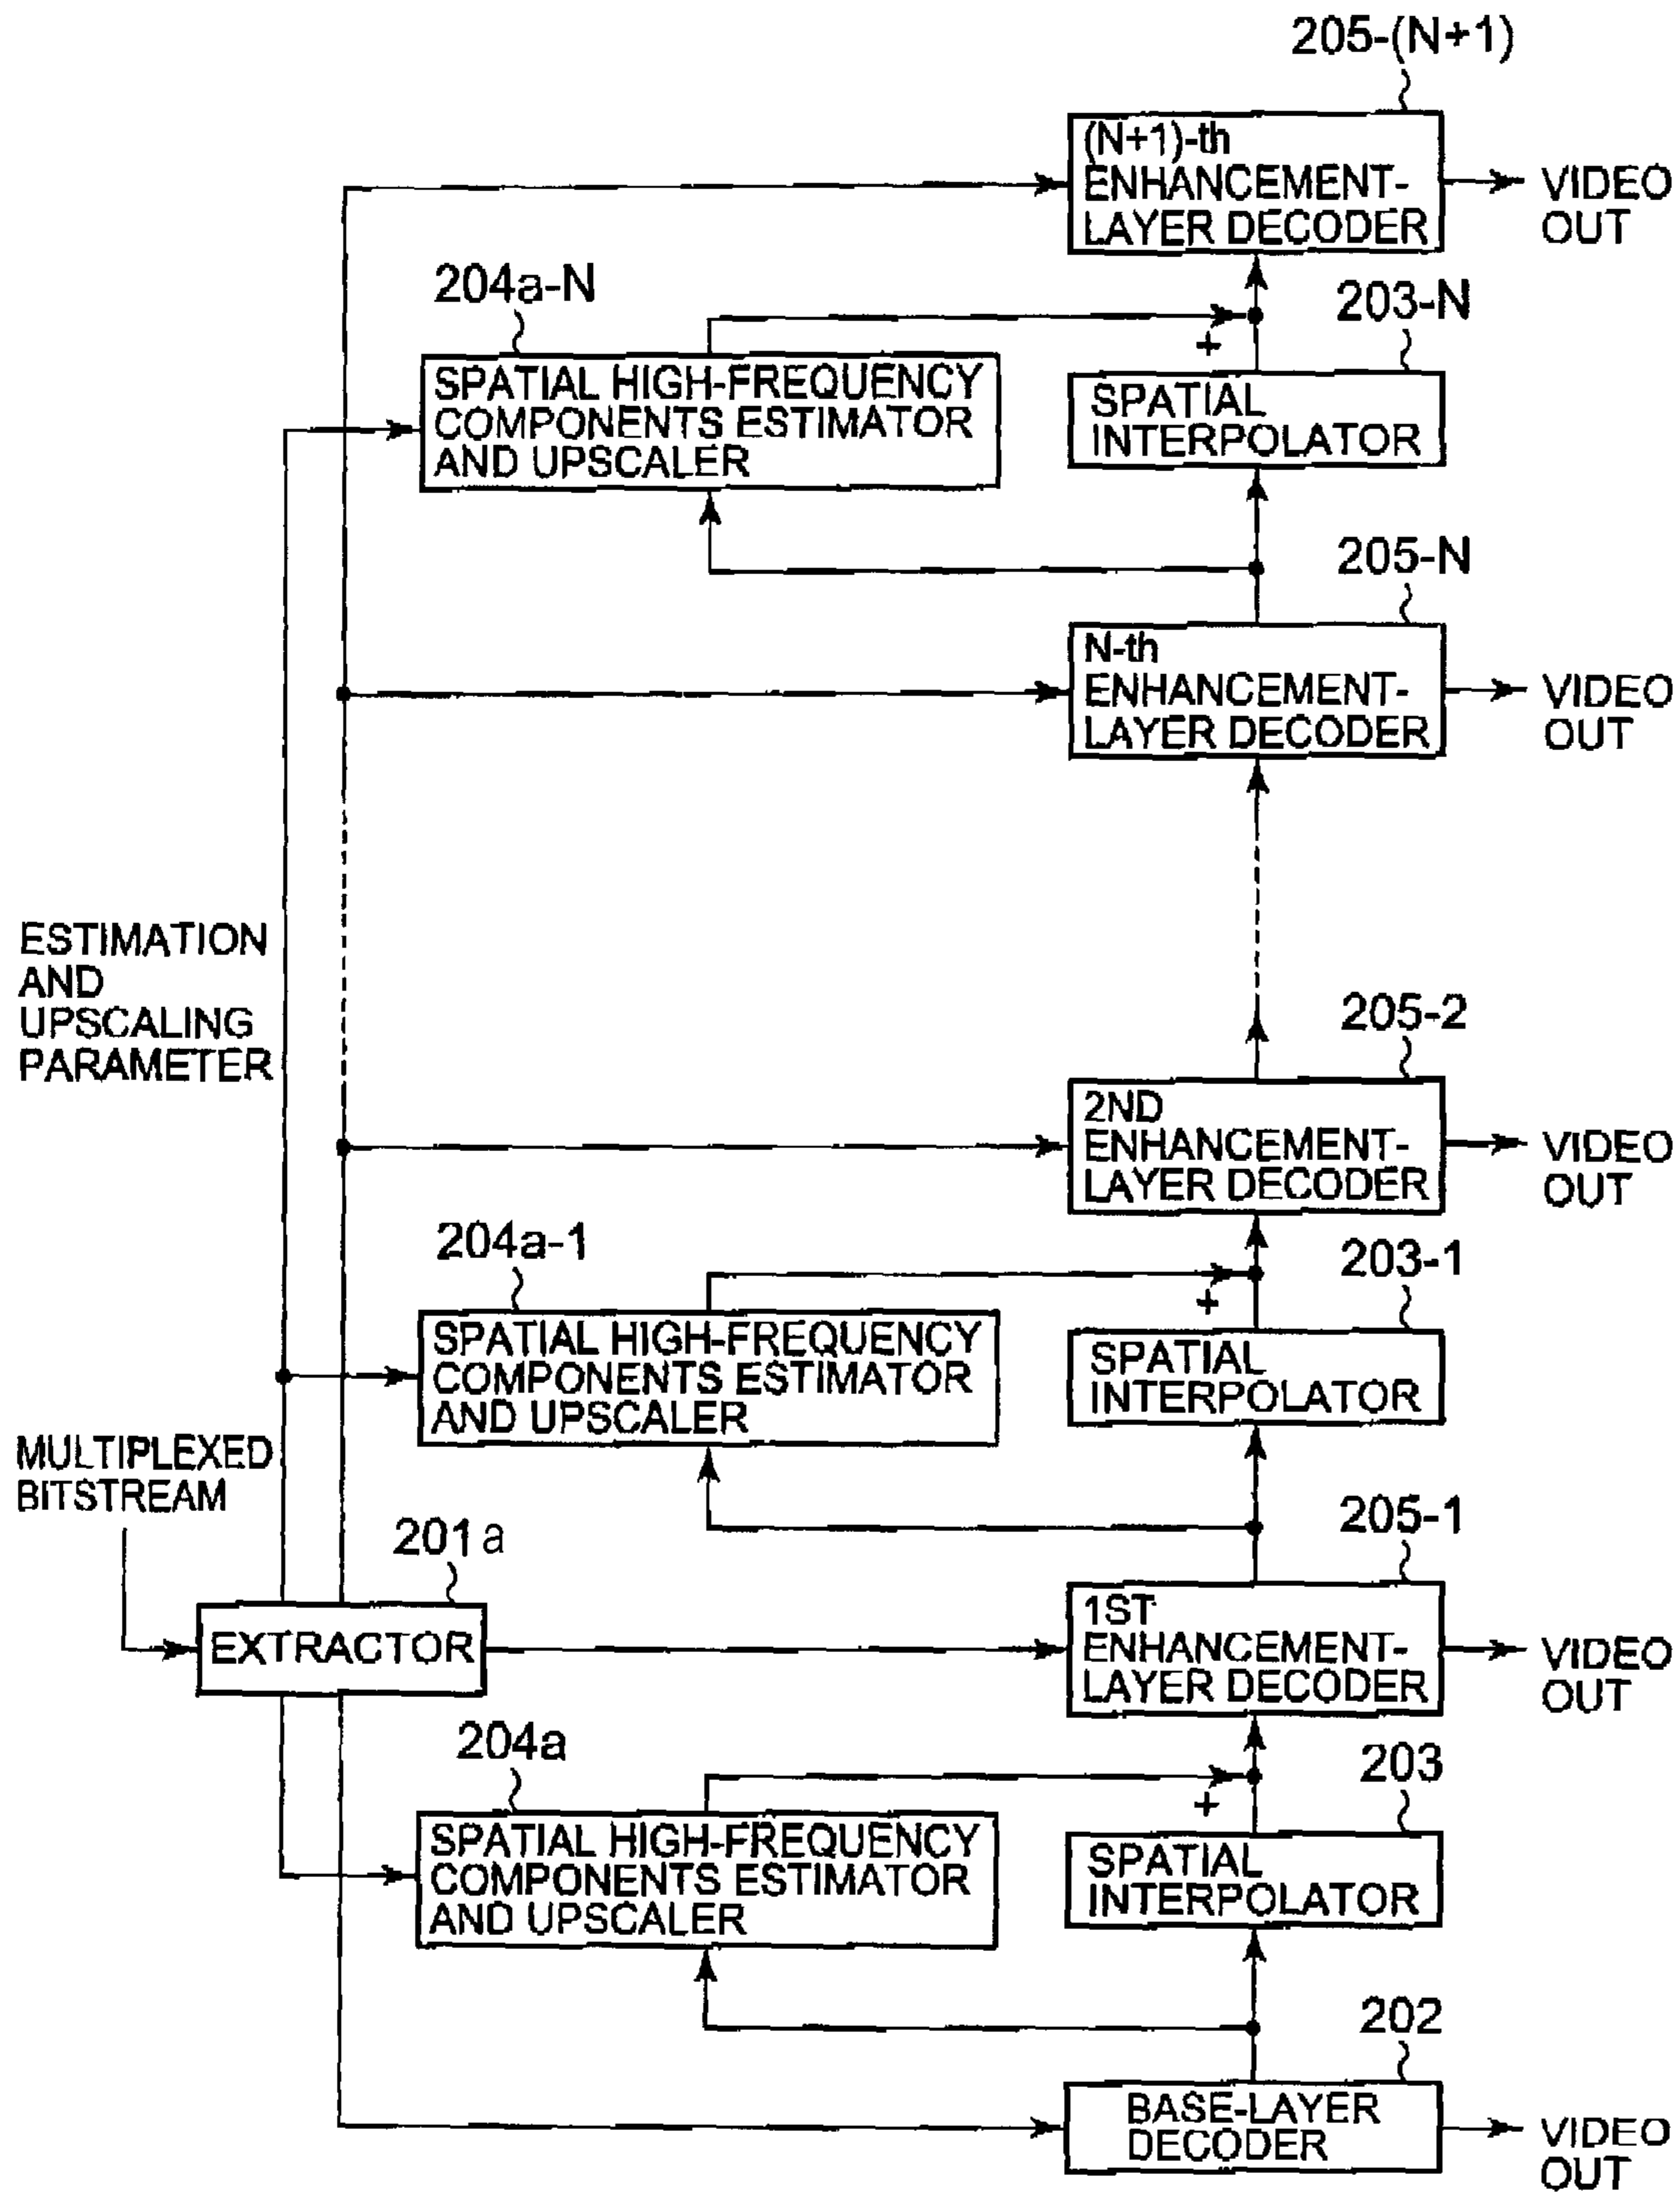 205-(N+1)
(N+1)-th
ENHANCEMENT-
LAYER DECODER
VIDEO
OUT
204a-N
203-N
+
SPATIAL HIGH-FREQUENCY
COMPONENTS ESTIMATOR
AND UPSCALER
SPATIAL
INTERPOLATOR
205-N
N-th
ENHANCEMENT-
LAYER DECODER
VIDEO
OUT
ESTIMATION
AND
UPSCALING
PARAMETER
205-2
2ND
ENHANCEMENT-
LAYER DECODER
VIDEO
OUT
204a-1
203-1
+
SPATIAL HIGH-FREQUENCY
COMPONENTS ESTIMATOR
AND UPSCALER
SPATIAL
INTERPOLATOR
MULTIPLEXED
BITSTREAM
201a
205-1
EXTRACTOR
1ST
ENHANCEMENT-
LAYER DECODER
VIDEO
OUT
204a
203
+
SPATIAL HIGH-FREQUENCY
COMPONENTS ESTIMATOR
AND UPSCALER
SPATIAL
INTERPOLATOR
202
BASE-LAYER
DECODER
VIDEO
OUT